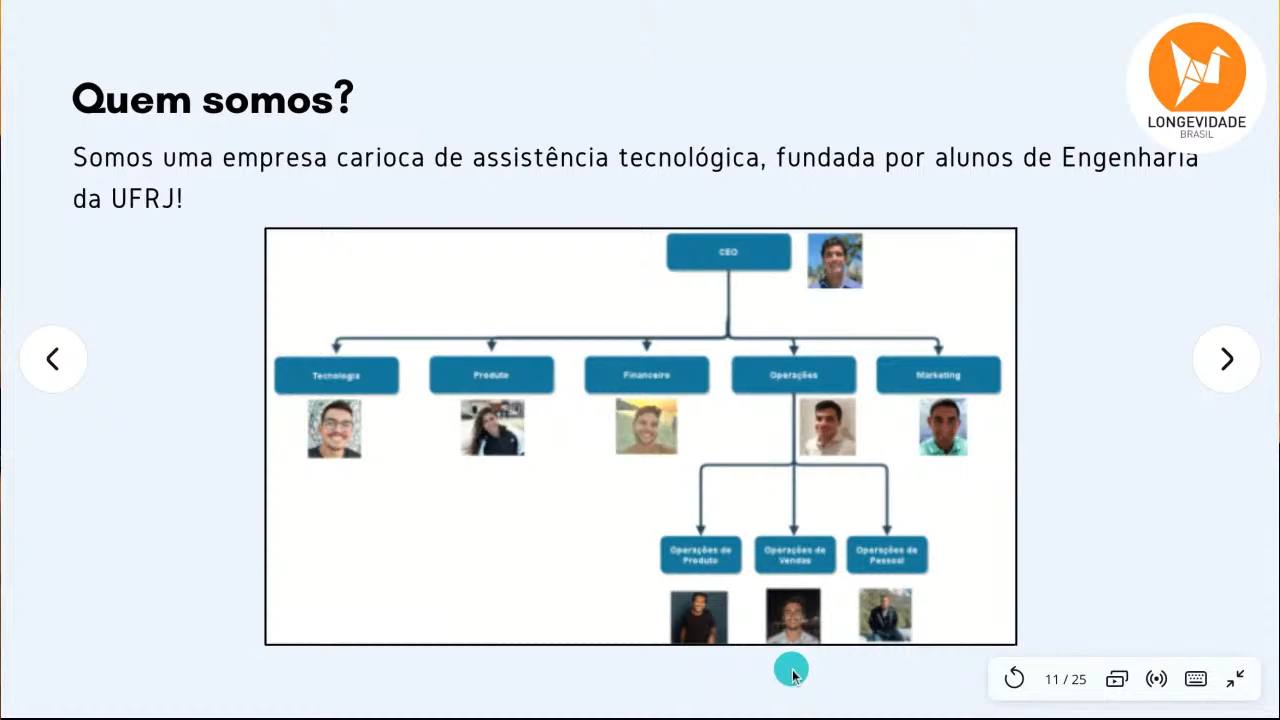 Quem somos?
LONGEVIDADE
BRASIL
Somos uma empresa carioca de assistência tecnológica, fundada por alunos de Engenharia
da UFRJ!
CEO
Tecnologia
Produto
Financeiro
Operações
Marketing
Operações de
Produto
Operações de
Vendas
Operações de
Pessoal
11 / 25